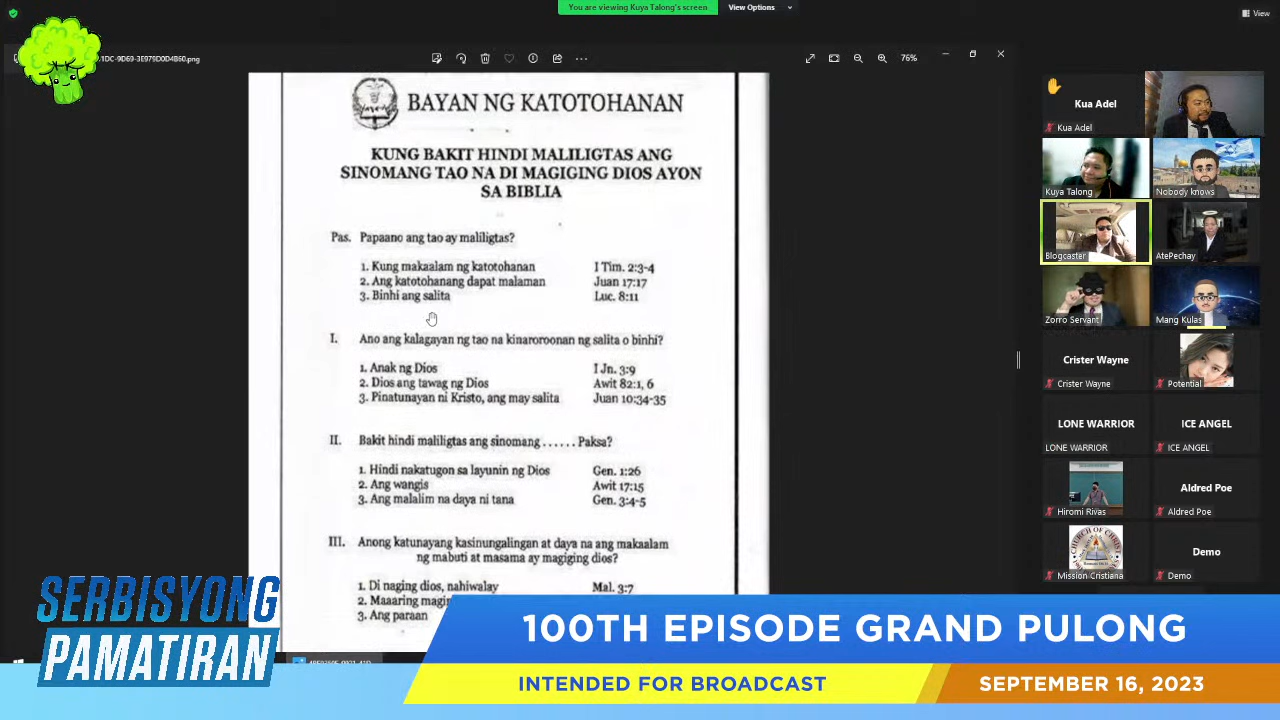 You are viewing Kuya Talong's screen
View Options
View
1DC-9D69-3E976D0D4B60.png
76%
BAYAN NG KATOTOHANAN
KUNG BAKIT HINDI MALILIGTAS ANG
SINOMANG TAO NA DI MAGIGING DIOS AYON
SA BIBLIA
Pas. Papaano ang tao ay maliligtas?
1. Kung makaalam ng katotohanan I Tim. 2:3-4
2. Ang katotohanang dapat malaman Juan 17:17
3. Binhi ang salita Luc. 8:11
I. Ano ang kalagayan ng tao na kinaroroonan ng salita o binhi?
1. Anak ng Dios I Jn. 3:9
2. Dios ang tawag ng Dios Awit 82:1, 6
3. Pinatunayan ni Kristo, ang may salita Juan 10:34-35
II. Bakit hindi maliligtas ang sinomang ...... Paksa?
1. Hindi nakatugon sa layunin ng Dios Gen. 1:26
2. Ang wangis Awit 17:15
3. Ang malalim na daya ni tana Gen. 3:4-5
III. Anong katunayang kasinungalingan at daya na ang makaalam
ng mabuti at masama ay magiging dios?
1. Di naging dios, nahiwalay Mal. 3:7
2. Maaring magin
3. Ang paraan
Kua Adel
Kua Adel
Kuya Talong
Nobody knows
Blogcaster
AtePechay
Zorro Servant
Mang Kulas
Crister Wayne
Crister Wayne
Potential
LONE WARRIOR
LONE WARRIOR
ICE ANGEL
ICE ANGEL
Hiromi Rivas
Aldred Poe
Aldred Poe
CHURCH OF CHRIST
Mission Cristiana
Demo
Demo
SERBISYONG
PAMATIRAN
100TH EPISODE GRAND PULONG
INTENDED FOR BROADCAST
SEPTEMBER 16, 2023